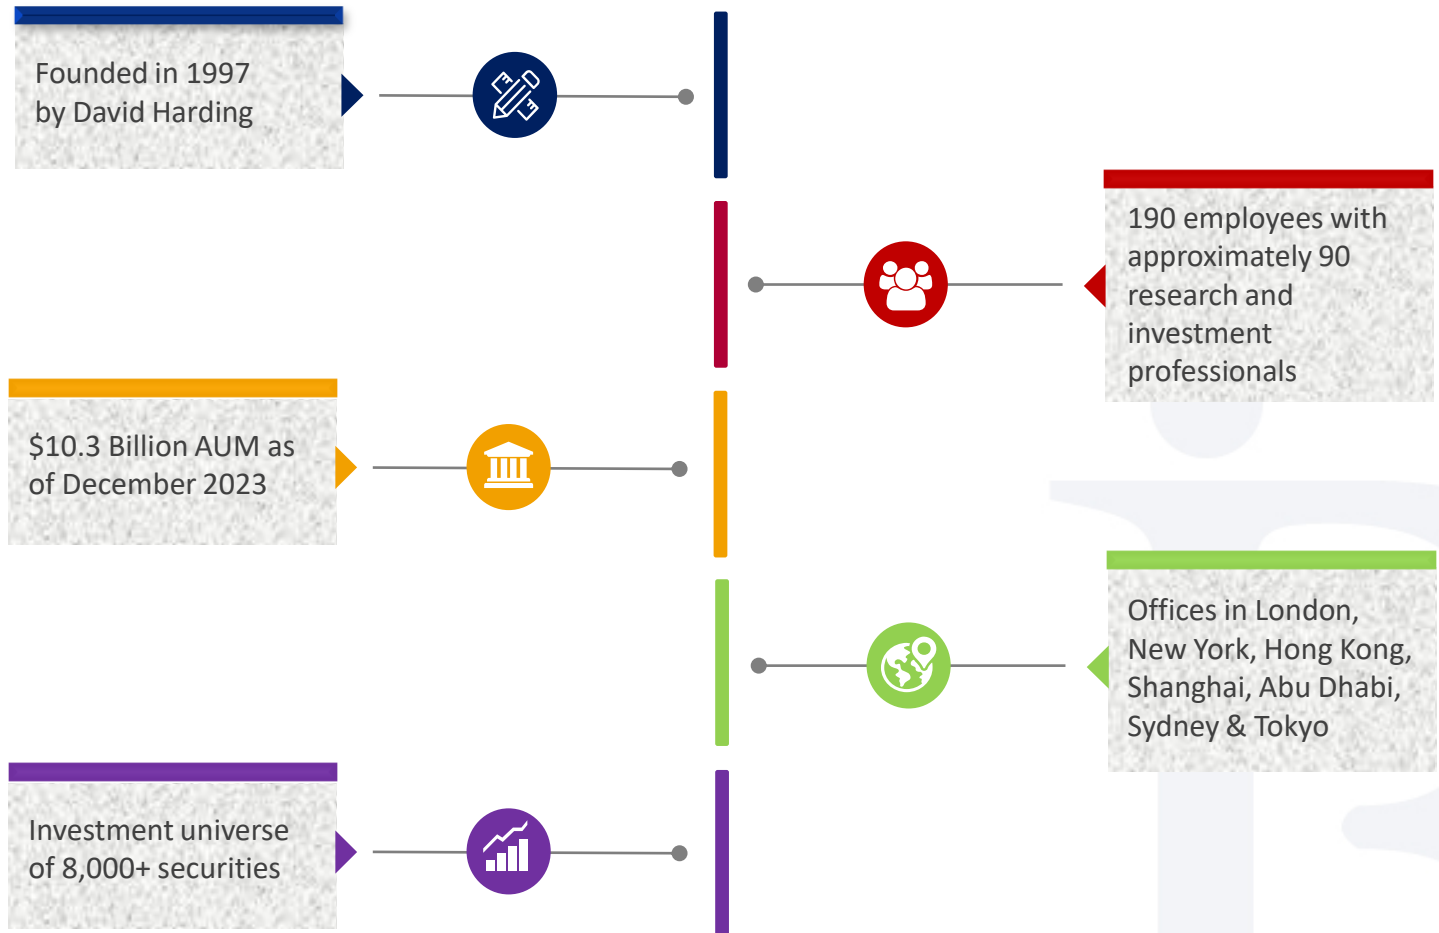 Founded in 1997
by David Harding
190 employees with
approximately 90
research and
investment
professionals
$10.3 Billion AUM as
of December 2023
Offices in London,
New York, Hong Kong,
Shanghai, Abu Dhabi,
Sydney & Tokyo
Investment universe
of 8,000+ securities